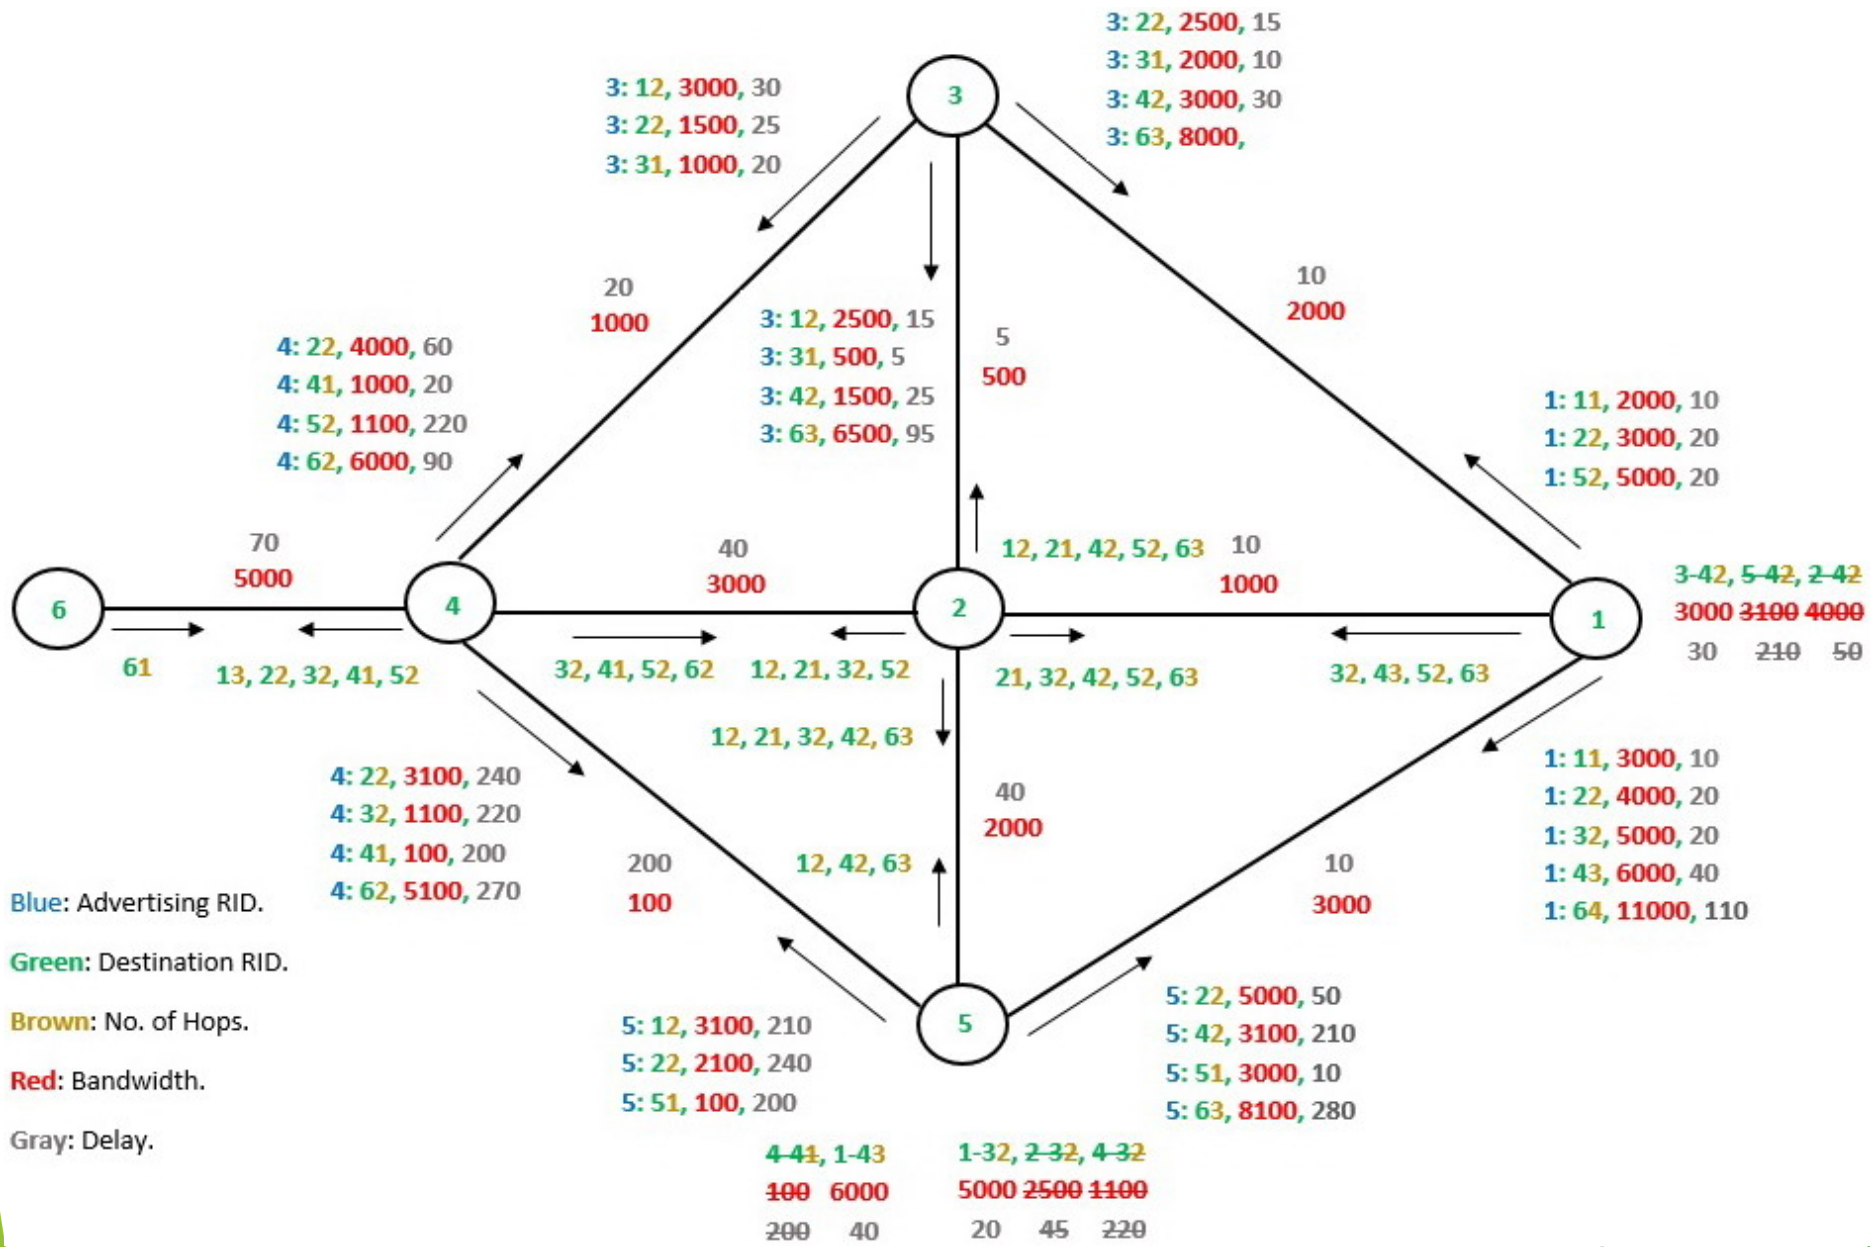 3: 22, 2500, 15
3: 31, 2000, 10
3: 42, 3000, 30
3: 63, 8000,
3: 12, 3000, 30
3: 22, 1500, 25
3: 31, 1000, 20
3
20
1000
10
2000
3: 12, 2500, 15
3: 31, 500, 5
3: 42, 1500, 25
3: 63, 6500, 95
5
500
4: 22, 4000, 60
4: 41, 1000, 20
4: 52, 1100, 220
4: 62, 6000, 90
1: 11, 2000, 10
1: 22, 3000, 20
1: 52, 5000, 20
70
5000
40
3000
12, 21, 42, 52, 63
10
1000
3-42, 5-42, 2-42
3000 3100 4000
30 210 50
6
4
2
1
61
13, 22, 32, 41, 52
32, 41, 52, 62
12, 21, 32, 52
21, 32, 42, 52, 63
32, 43, 52, 63
12, 21, 32, 42, 63
4: 22, 3100, 240
4: 32, 1100, 220
4: 41, 100, 200
4: 62, 5100, 270
40
2000
1: 11, 3000, 10
1: 22, 4000, 20
1: 32, 5000, 20
1: 43, 6000, 40
1: 64, 11000, 110
200
100
12, 42, 63
10
3000
Blue: Advertising RID.
Green: Destination RID.
Brown: No. of Hops.
Red: Bandwidth.
Gray: Delay.
5
5: 12, 3100, 210
5: 22, 2100, 240
5: 51, 100, 200
5: 22, 5000, 50
5: 42, 3100, 210
5: 51, 3000, 10
5: 63, 8100, 280
4-41, 1-43
100 6000
200 40
1-32, 2-32, 4-32
5000 2500 1100
20 45 220